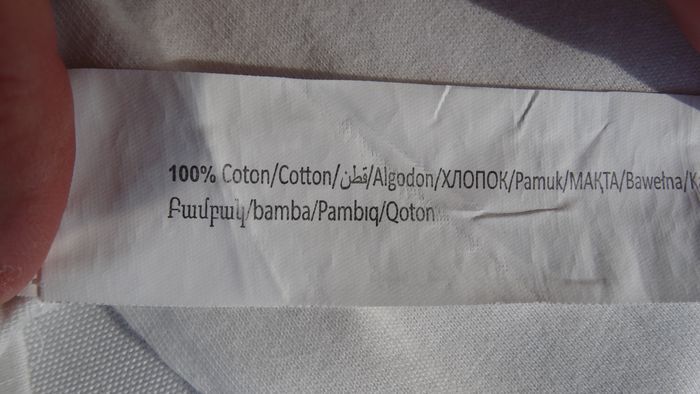 100% Coton/Cotton/قطن/Algodon/ХЛОПОК/Pamuk/МАҚТА/Bawełna/
Բամբակ/bamba/Pambıq/Qoton